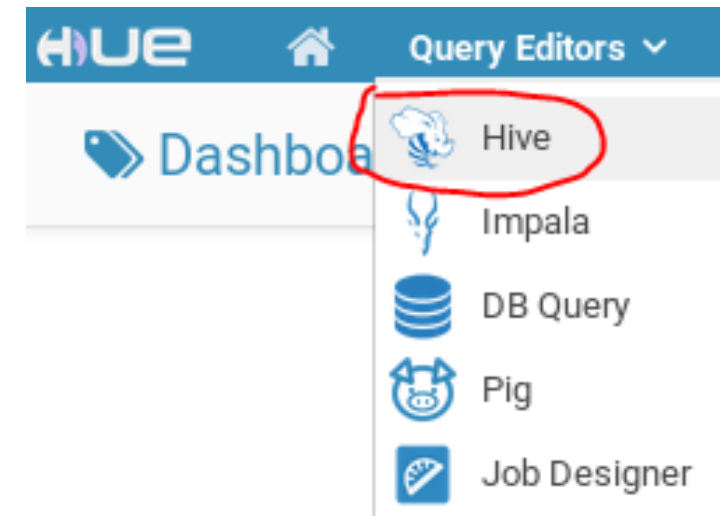 HUE Query Editors
Dashboa
Hive
Impala
DB Query
Pig
Job Designer